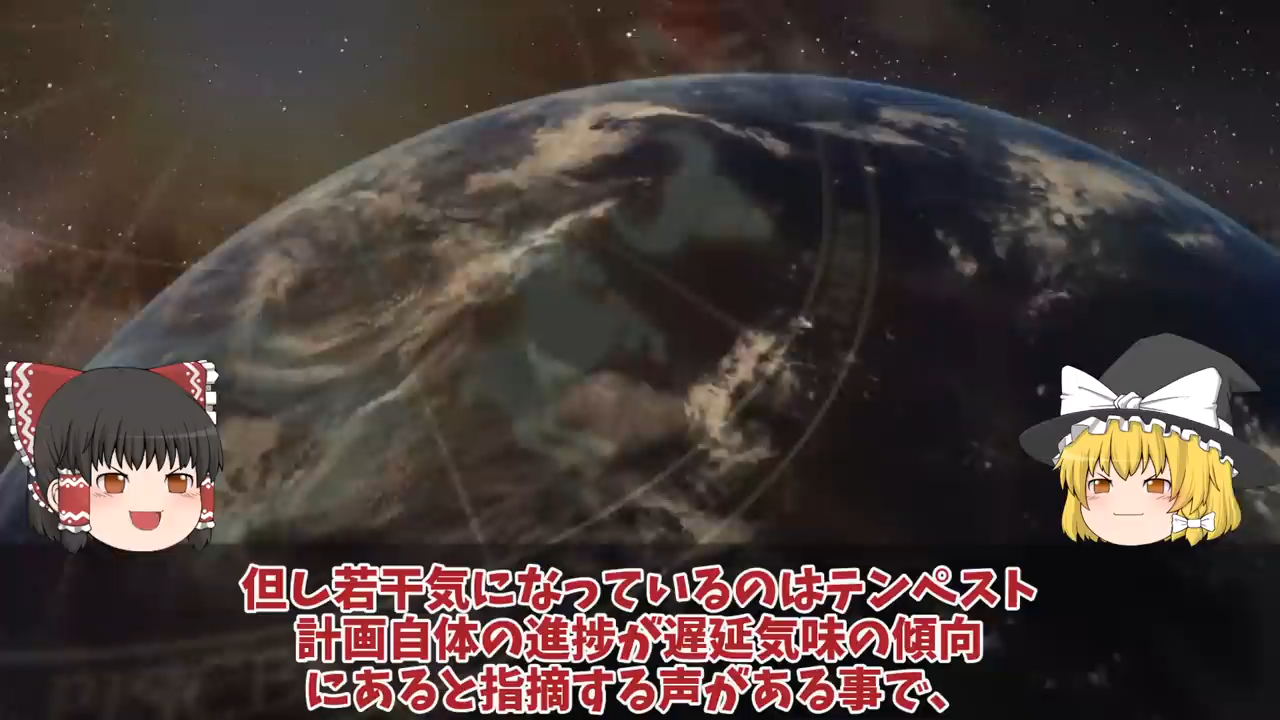 但し若干気になっているのはテンペスト
計画自体の進捗が遅延気味の傾向
にあると指摘する声がある事で、